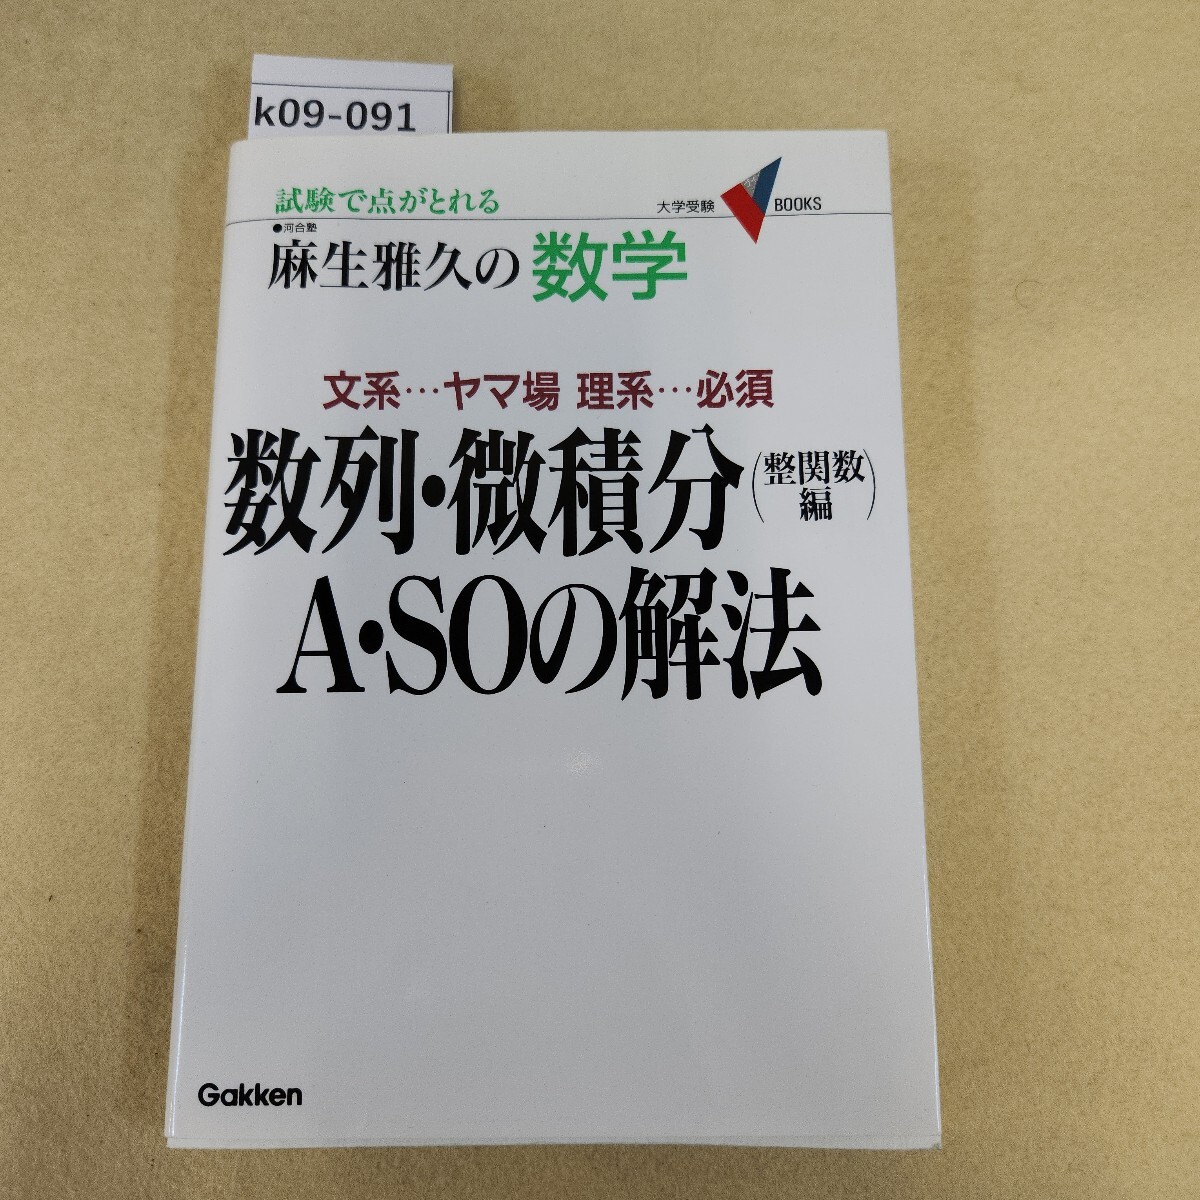 k09-091
試験で点がとれる
大学受験 BOOKS
●河合塾
麻生雅久の数学
文系…ヤマ場 理系…必須
数列・微積分(整関数編)
A・SOの解法
Gakken